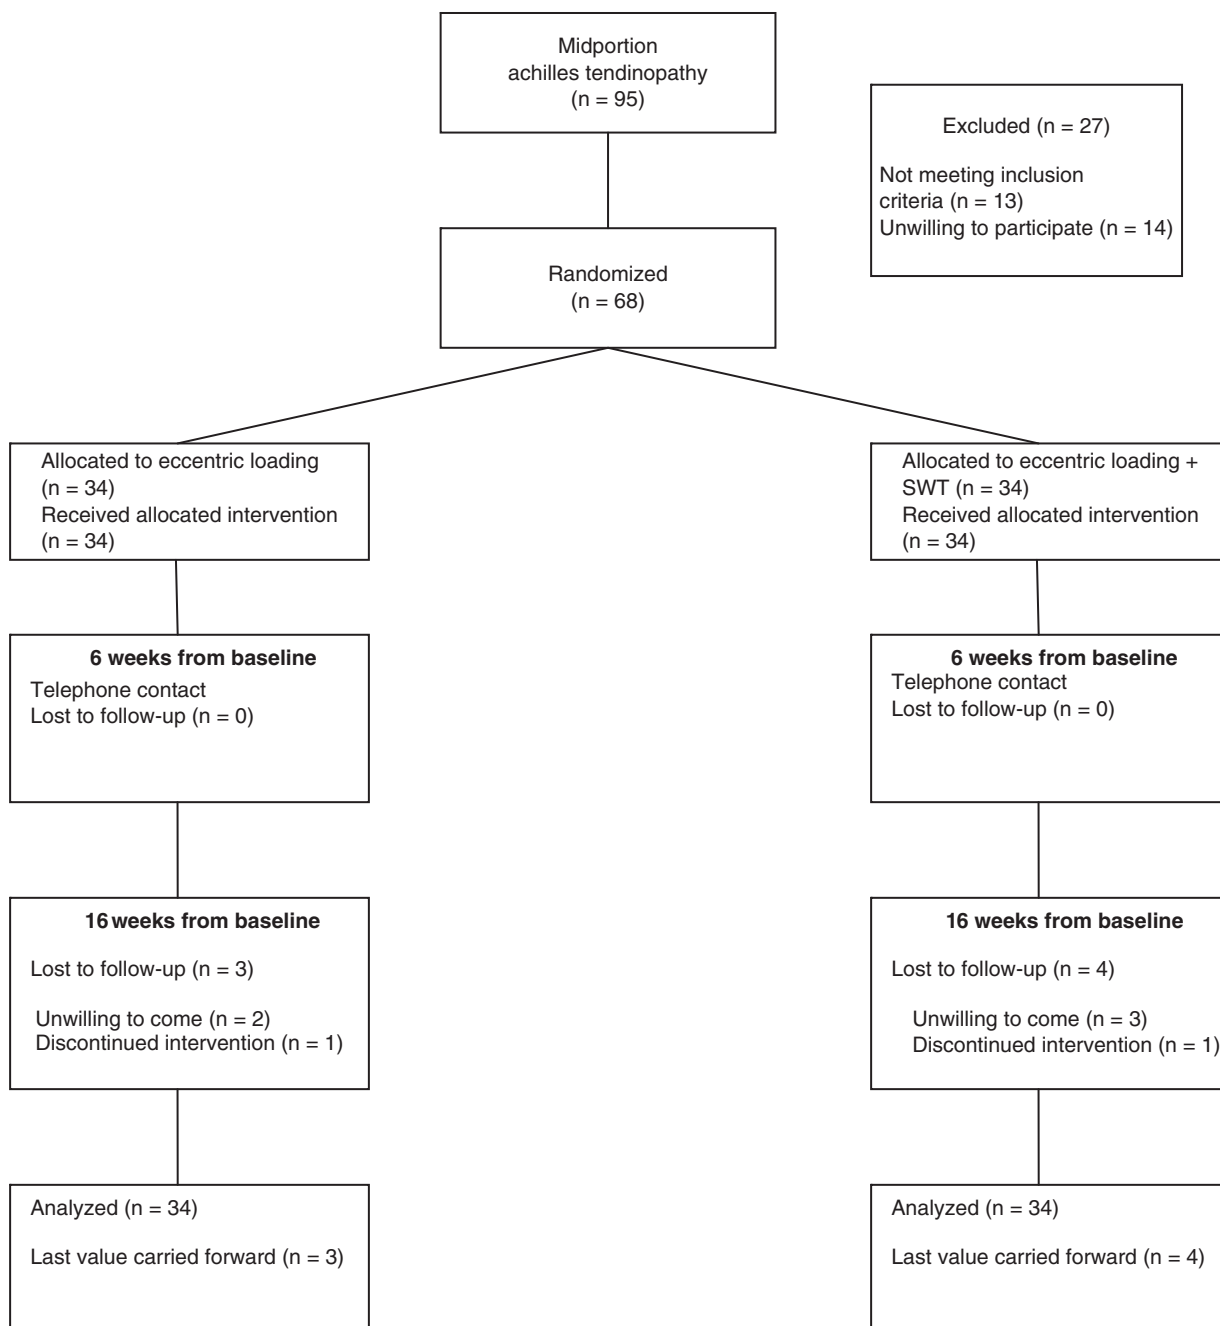 Midportion
achilles tendinopathy
(n = 95)
Excluded (n = 27)
Not meeting inclusion
criteria (n = 13)
Unwilling to participate (n = 14)
Randomized
(n = 68)
Allocated to eccentric loading
(n = 34)
Received allocated intervention
(n = 34)
Allocated to eccentric loading +
SWT (n = 34)
Received allocated intervention
(n = 34)
6 weeks from baseline
Telephone contact
Lost to follow-up (n = 0)
6 weeks from baseline
Telephone contact
Lost to follow-up (n = 0)
16 weeks from baseline
Lost to follow-up (n = 3)
Unwilling to come (n = 2)
Discontinued intervention (n = 1)
16 weeks from baseline
Lost to follow-up (n = 4)
Unwilling to come (n = 3)
Discontinued intervention (n = 1)
Analyzed (n = 34)
Last value carried forward (n = 3)
Analyzed (n = 34)
Last value carried forward (n = 4)